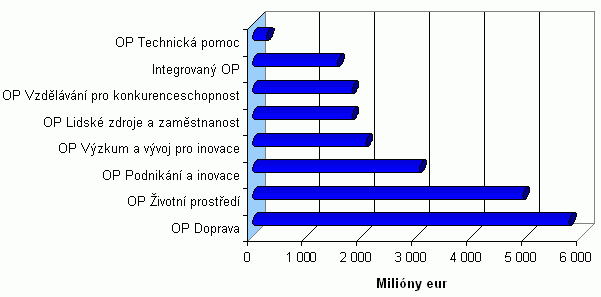 OP Technická pomoc
Integrovaný OP
OP Vzdělávání pro konkurenceschopnost
OP Lidské zdroje a zaměstnanost
OP Výzkum a vývoj pro inovace
OP Podnikání a inovace
OP Životní prostředí
OP Doprava
0 1 000 2 000 3 000 4 000 5 000 6 000
Milióny eur